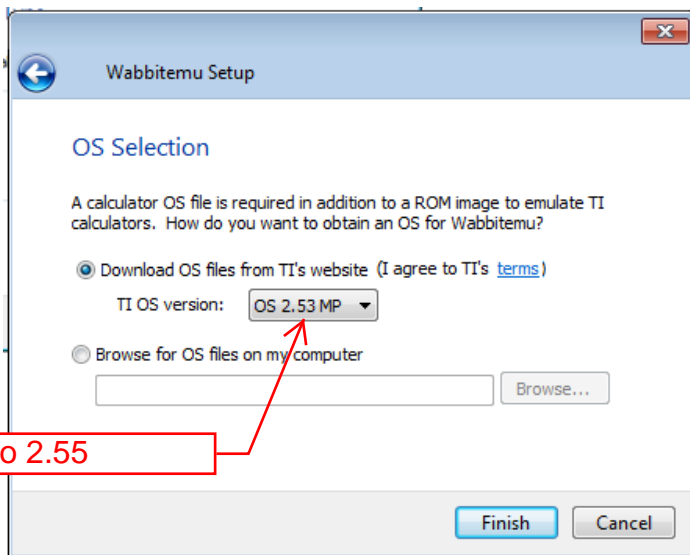 Wabbitemu Setup
OS Selection
A calculator OS file is required in addition to a ROM image to emulate TI
calculators. How do you want to obtain an OS for Wabbitemu?
Download OS files from TI's website (I agree to TI's terms)
TI OS version: OS 2.53 MP
Browse for OS files on my computer
Browse...
o 2.55
Finish Cancel